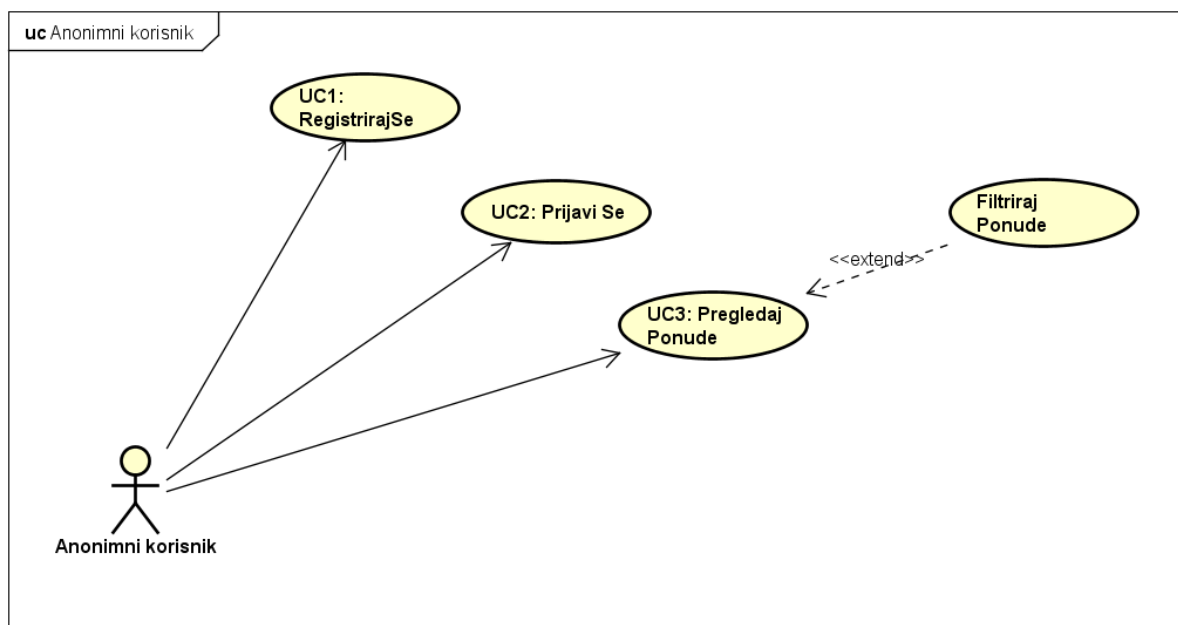 uc Anonimni korisnik
UC1:
RegistrirajSe
UC2: Prijavi Se
Filtriraj
Ponude
<<extend>>
UC3: Pregledaj
Ponude
Anonimni korisnik